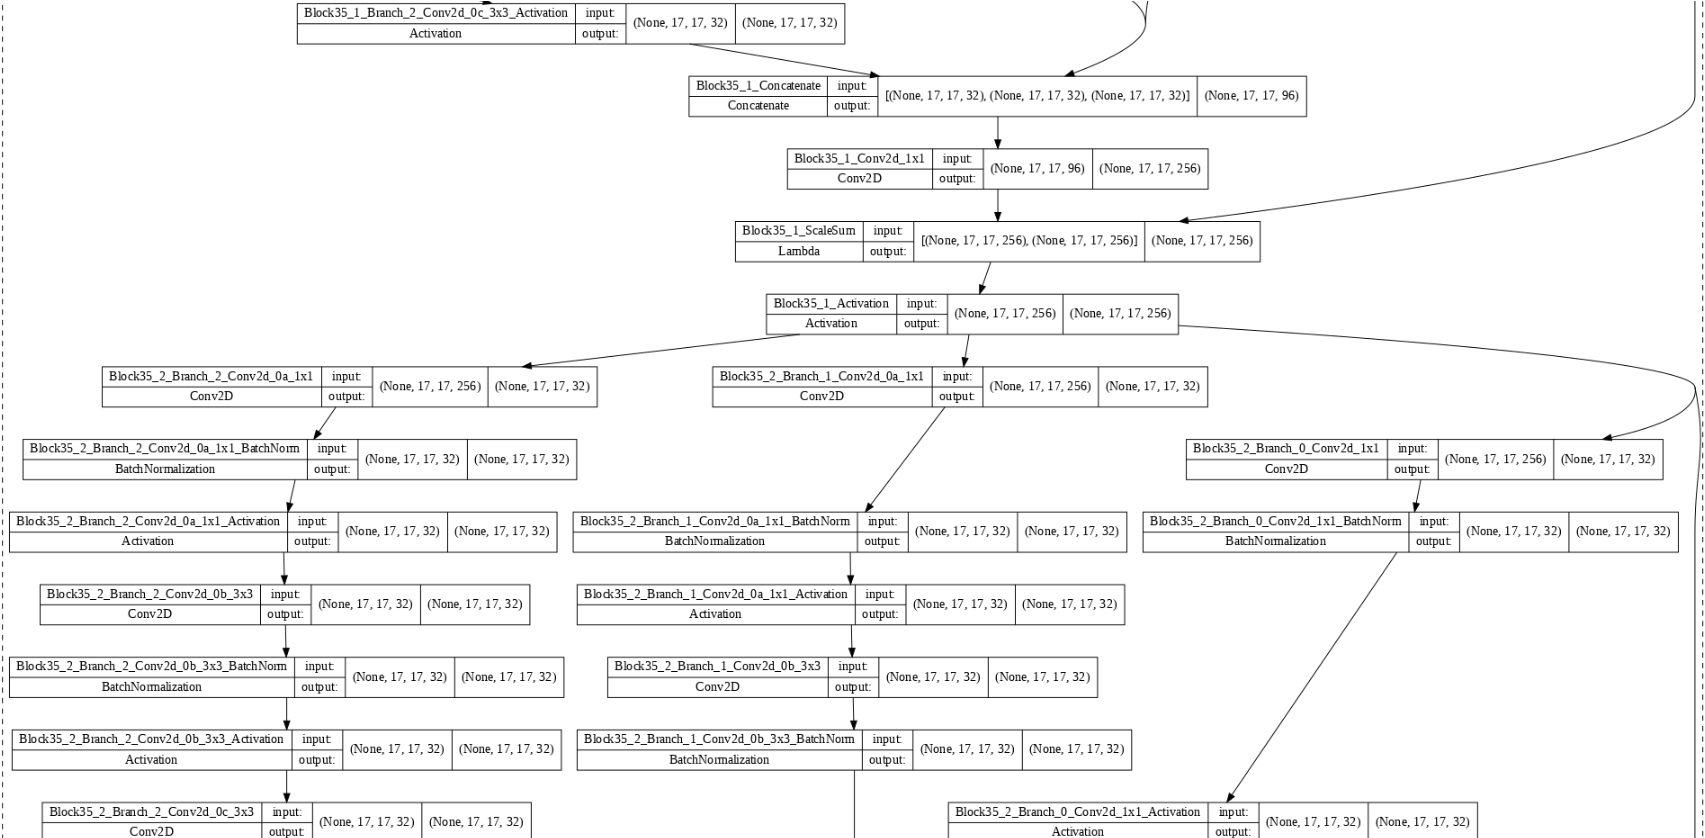 Block35_1_Branch_2_Conv2d_0c_3x3_Activation input: (None, 17, 17, 32) (None, 17, 17, 32)
Activation output:
Block35_1_Concatenate input: [(None, 17, 17, 32), (None, 17, 17, 32), (None, 17, 17, 32)] (None, 17, 17, 96)
Concatenate output:
Block35_1_Conv2d_1x1 input: (None, 17, 17, 96) (None, 17, 17, 256)
Conv2D output:
Block35_1_ScaleSum input: [(None, 17, 17, 256), (None, 17, 17, 256)] (None, 17, 17, 256)
Lambda output:
Block35_1_Activation input: (None, 17, 17, 256) (None, 17, 17, 256)
Activation output:
Block35_2_Branch_2_Conv2d_0a_1x1 input: (None, 17, 17, 256) (None, 17, 17, 32) Block35_2_Branch_1_Conv2d_0a_1x1 input: (None, 17, 17, 256) (None, 17, 17, 32)
Conv2D output: Conv2D output:
Block35_2_Branch_2_Conv2d_0a_1x1_BatchNorm input: (None, 17, 17, 32) (None, 17, 17, 32) Block35_2_Branch_0_Conv2d_1x1 input: (None, 17, 17, 256) (None, 17, 17, 32)
BatchNormalization output: Conv2D output:
Block35_2_Branch_2_Conv2d_0a_1x1_Activation input: (None, 17, 17, 32) (None, 17, 17, 32) Block35_2_Branch_1_Conv2d_0a_1x1_BatchNorm input: (None, 17, 17, 32) (None, 17, 17, 32) Block35_2_Branch_0_Conv2d_1x1_BatchNorm input: (None, 17, 17, 32) (None, 17, 17, 32)
Activation output: BatchNormalization output: BatchNormalization output:
Block35_2_Branch_2_Conv2d_0b_3x3 input: (None, 17, 17, 32) (None, 17, 17, 32) Block35_2_Branch_1_Conv2d_0a_1x1_Activation input: (None, 17, 17, 32) (None, 17, 17, 32)
Conv2D output: Activation output:
Block35_2_Branch_2_Conv2d_0b_3x3_BatchNorm input: (None, 17, 17, 32) (None, 17, 17, 32) Block35_2_Branch_1_Conv2d_0b_3x3 input: (None, 17, 17, 32) (None, 17, 17, 32)
BatchNormalization output: Conv2D output:
Block35_2_Branch_2_Conv2d_0b_3x3_Activation input: (None, 17, 17, 32) (None, 17, 17, 32) Block35_2_Branch_1_Conv2d_0b_3x3_BatchNorm input: (None, 17, 17, 32) (None, 17, 17, 32)
Activation output: BatchNormalization output:
Block35_2_Branch_2_Conv2d_0c_3x3 input: (None, 17, 17, 32) (None, 17, 17, 32) Block35_2_Branch_0_Conv2d_1x1_Activation input: (None, 17, 17, 32) (None, 17, 17, 32)
Conv2D output: Activation output: